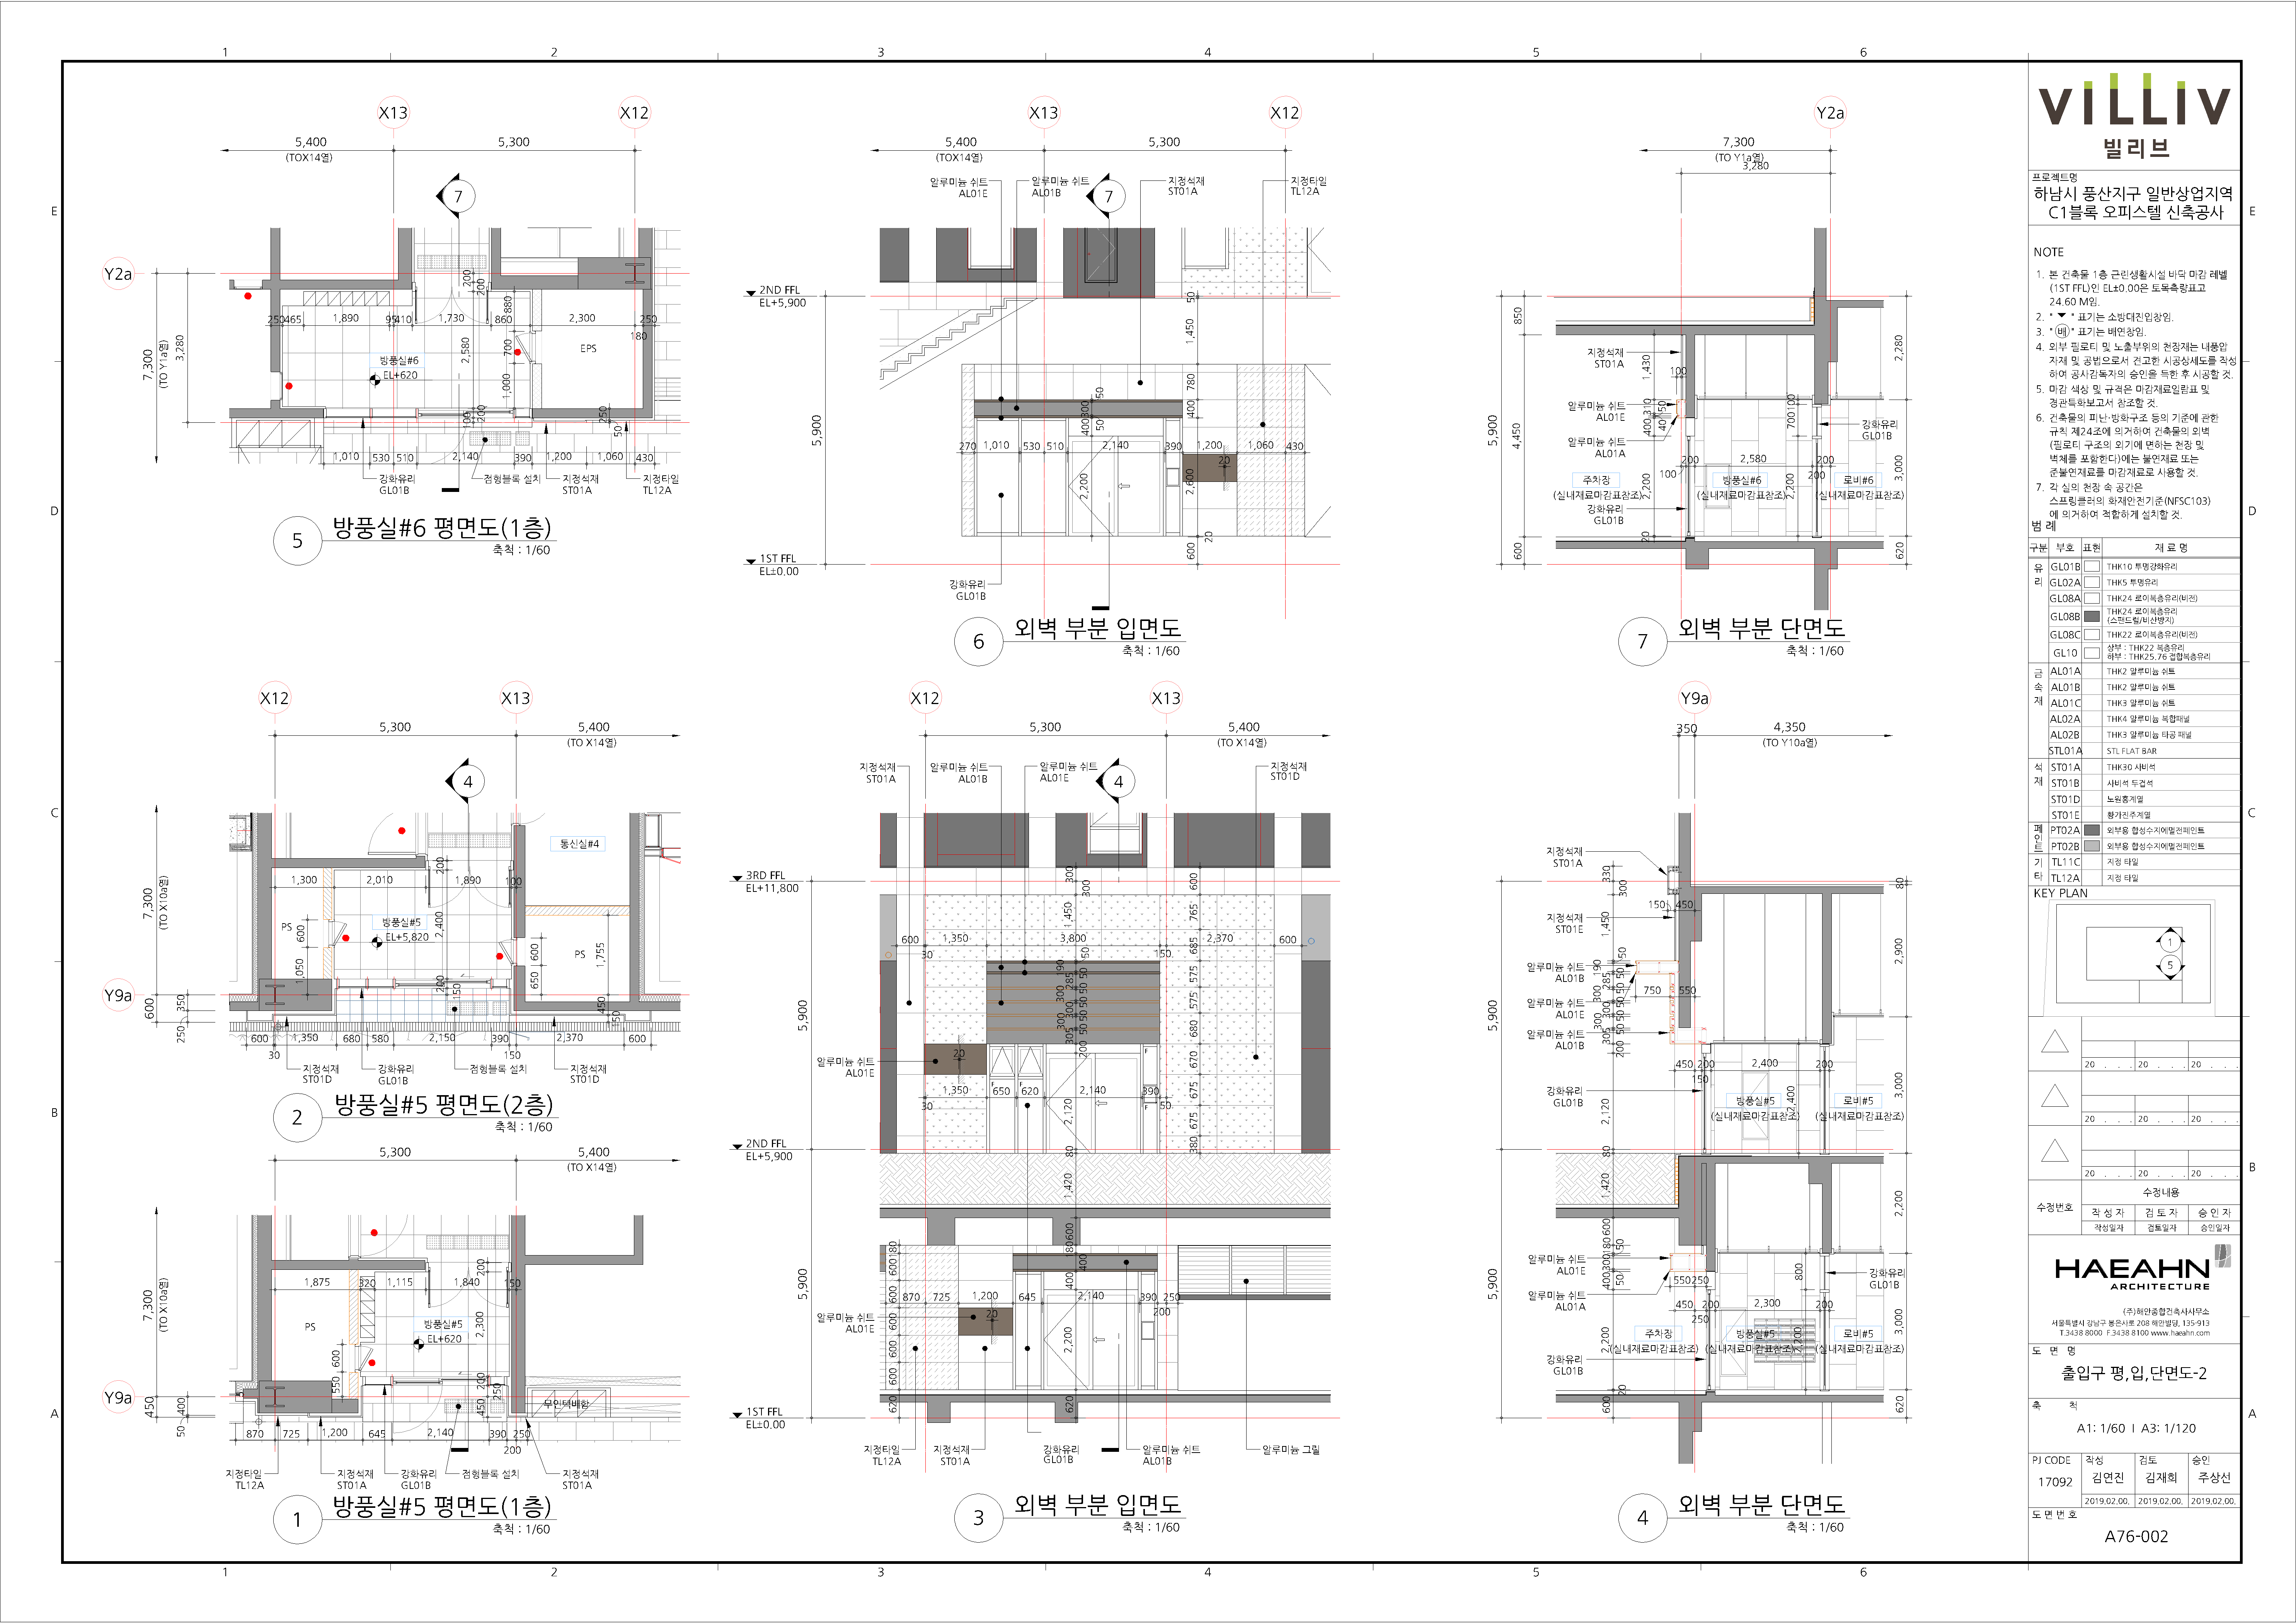 1
2
3
4
5
6
E
D
C
B
A
X13
X12
5,400
(TOX14열)
5,300
7
Y2a
7,300
(TO Y1a열)
3,280
200
200
880
250
465
1,890
95
410
1,730
860
2,300
250
180
EPS
방풍실#6
EL+620
2,580
700
1,000
100
200
250
50
1,010
530
510
2,140
390
1,200
1,060
430
강화유리
GL01B
점형블록 설치
지정석재
ST01A
지정타일
TL12A
5
방풍실#6 평면도(1층)
축척 : 1/60
X13
X12
5,400
(TOX14열)
5,300
알루미늄 쉬트
AL01E
알루미늄 쉬트
AL01B
7
지정석재
ST01A
지정타일
TL12A
2ND FFL
EL+5,900
5,900
50
1,450
780
400
50
400
300
50
270
1,010
530
510
2,140
390
1,200
1,060
430
20
2,200
2,600
600
20
1ST FFL
EL±0.00
강화유리
GL01B
6
외벽 부분 입면도
축척 : 1/60
Y2a
7,300
(TO Y1a열)
3,280
850
5,900
4,450
600
지정석재
ST01A
1,430
100
알루미늄 쉬트
AL01E
400
310
40
50
알루미늄 쉬트
AL01A
700
100
강화유리
GL01B
2,280
3,000
620
200
2,580
200
100
200
주차장
(실내재료마감표참조)
방풍실#6
(실내재료마감표참조)
로비#6
(실내재료마감표참조)
2,200
2,200
강화유리
GL01B
20
7
외벽 부분 단면도
축척 : 1/60
X12
X13
5,300
5,400
(TO X14열)
4
통신실#4
7,300
(TO X10a열)
Y9a
600
350
250
1,300
2,010
200
1,890
100
PS
600
1,050
방풍실#5
EL+5,820
2,400
200
150
600
650
PS
1,755
450
150
600
1,350
680
580
2,150
390
2,370
600
30
150
지정석재
ST01D
강화유리
GL01B
점형블록 설치
지정석재
ST01D
2
방풍실#5 평면도(2층)
축척 : 1/60
5,300
5,400
(TO X14열)
7,300
(TO X10a열)
Y9a
450
400
50
1,875
320
1,115
1,840
200
150
PS
방풍실#5
EL+620
2,300
600
550
200
250
450
무인택배함
870
725
1,200
645
2,140
390
250
200
지정타일
TL12A
지정석재
ST01A
강화유리
GL01B
점형블록 설치
지정석재
ST01A
1
방풍실#5 평면도(1층)
축척 : 1/60
X12
X13
5,300
5,400
(TO X14열)
지정석재
ST01A
알루미늄 쉬트
AL01B
알루미늄 쉬트
AL01E
4
지정석재
ST01D
3RD FFL
EL+11,800
300
300
600
1,450
765
600
1,350
3,800
2,370
600
30
50
150
685
190
285
50
50
575
300
300
50
50
575
300
305
50
50
680
200
20
670
알루미늄 쉬트
AL01E
1,350
650
620
2,140
390
30
50
F
F
F
F
2,120
675
675
380
80
5,900
2ND FFL
EL+5,900
1,420
600
180
180
600
400
400
600
870
725
1,200
645
2,140
390
250
20
200
알루미늄 쉬트
AL01E
600
600
600
2,200
620
620
5,900
1ST FFL
EL±0.00
지정타일
TL12A
지정석재
ST01A
강화유리
GL01B
알루미늄 쉬트
AL01B
알루미늄 그릴
3
외벽 부분 입면도
축척 : 1/60
Y9a
350
4,350
(TO Y10a열)
지정석재
ST01A
330
300
150
450
지정석재
ST01E
1,450
알루미늄 쉬트
AL01B
50
190
285
50
50
750
550
알루미늄 쉬트
AL01E
300
300
50
50
알루미늄 쉬트
AL01B
300
305
50
50
200
450
200
2,400
200
150
강화유리
GL01B
방풍실#5
(실내재료마감표참조)
로비#5
(실내재료마감표참조)
2,400
2,120
80
80
2,900
3,000
5,900
1,420
600
180
50
300
400
50
알루미늄 쉬트
AL01E
알루미늄 쉬트
AL01A
550
250
450
200
2,300
200
250
800
강화유리
GL01B
2,200
3,000
620
5,900
주차장
(실내재료마감표참조)
방풍실#5
(실내재료마감표참조)
로비#5
(실내재료마감표참조)
2,200
2,200
강화유리
GL01B
20
600
4
외벽 부분 단면도
축척 : 1/60
VILLIV
빌리브
프로젝트명
하남시 풍산지구 일반상업지역
C1블록 오피스텔 신축공사
NOTE
1. 본 건축물 1층 근린생활시설 바닥 마감 레벨
(1ST FFL)인 EL±0.00은 토목측량표고
24.60 M임.
2. " ▼ " 표기는 소방대진입창임.
3. " 배 " 표기는 배연창임.
4. 외부 필로티 및 노출부위의 천장재는 내풍압
자재 및 공법으로서 견고한 시공상세도를 작성
하여 공사감독자의 승인을 득한 후 시공할 것.
5. 마감 색상 및 규격은 마감재료일람표 및
경관특화보고서 참조할 것.
6. 건축물의 피난·방화구조 등의 기준에 관한
규칙 제24조에 의거하여 건축물의 외벽
(필로티 구조의 외기에 면하는 천장 및
벽체를 포함한다)에는 불연재료 또는
준불연재료를 마감재료로 사용할 것.
7. 각 실의 천장 속 공간은
스프링클러의 화재안전기준(NFSC103)
에 의거하여 적합하게 설치할 것.
범 례
구분 부호 표현 재 료 명
유리
GL01B THK10 투명강화유리
GL02A THK5 투명유리
GL08A THK24 로이복층유리(비전)
GL08B THK24 로이복층유리
(스팬드럴/비산방지)
GL08C THK22 로이복층유리(비전)
GL10 상부 : THK22 복층유리
하부 : THK25.76 접합복층유리
금속재
AL01A THK2 알루미늄 쉬트
AL01B THK2 알루미늄 쉬트
AL01C THK3 알루미늄 쉬트
AL02A THK4 알루미늄 복합패널
AL02B THK3 알루미늄 타공 패널
STL01A STL FLAT BAR
석재
ST01A THK30 사비석
ST01B 사비석 두겁석
ST01D 노원홍계열
ST01E 황가진주계열
페인트
PT02A 외부용 합성수지에멀전페인트
PT02B 외부용 합성수지에멀전페인트
기타
TL11C 지정 타일
TL12A 지정 타일
KEY PLAN
1
5
20 . . . 20 . . . 20 . . .
20 . . . 20 . . . 20 . . .
20 . . . 20 . . . 20 . . .
수정번호
수정내용
작 성 자 검 토 자 승 인 자
작성일자 검토일자 승인일자
HAEAHN
ARCHITECTURE
(주)해안종합건축사사무소
서울특별시 강남구 봉은사로 208 해안빌딩, 135-913
T.3438 8000 F.3438 8100 www.haeahn.com
도 면 명
출입구 평,입,단면도-2
축 척
A1: 1/60 I A3: 1/120
PJ CODE 작성 검토 승인
17092 김연진 김재희 주상선
2019.02.00. 2019.02.00. 2019.02.00.
도 면 번 호
A76-002
1
2
3
4
5
6
E
D
C
B
A